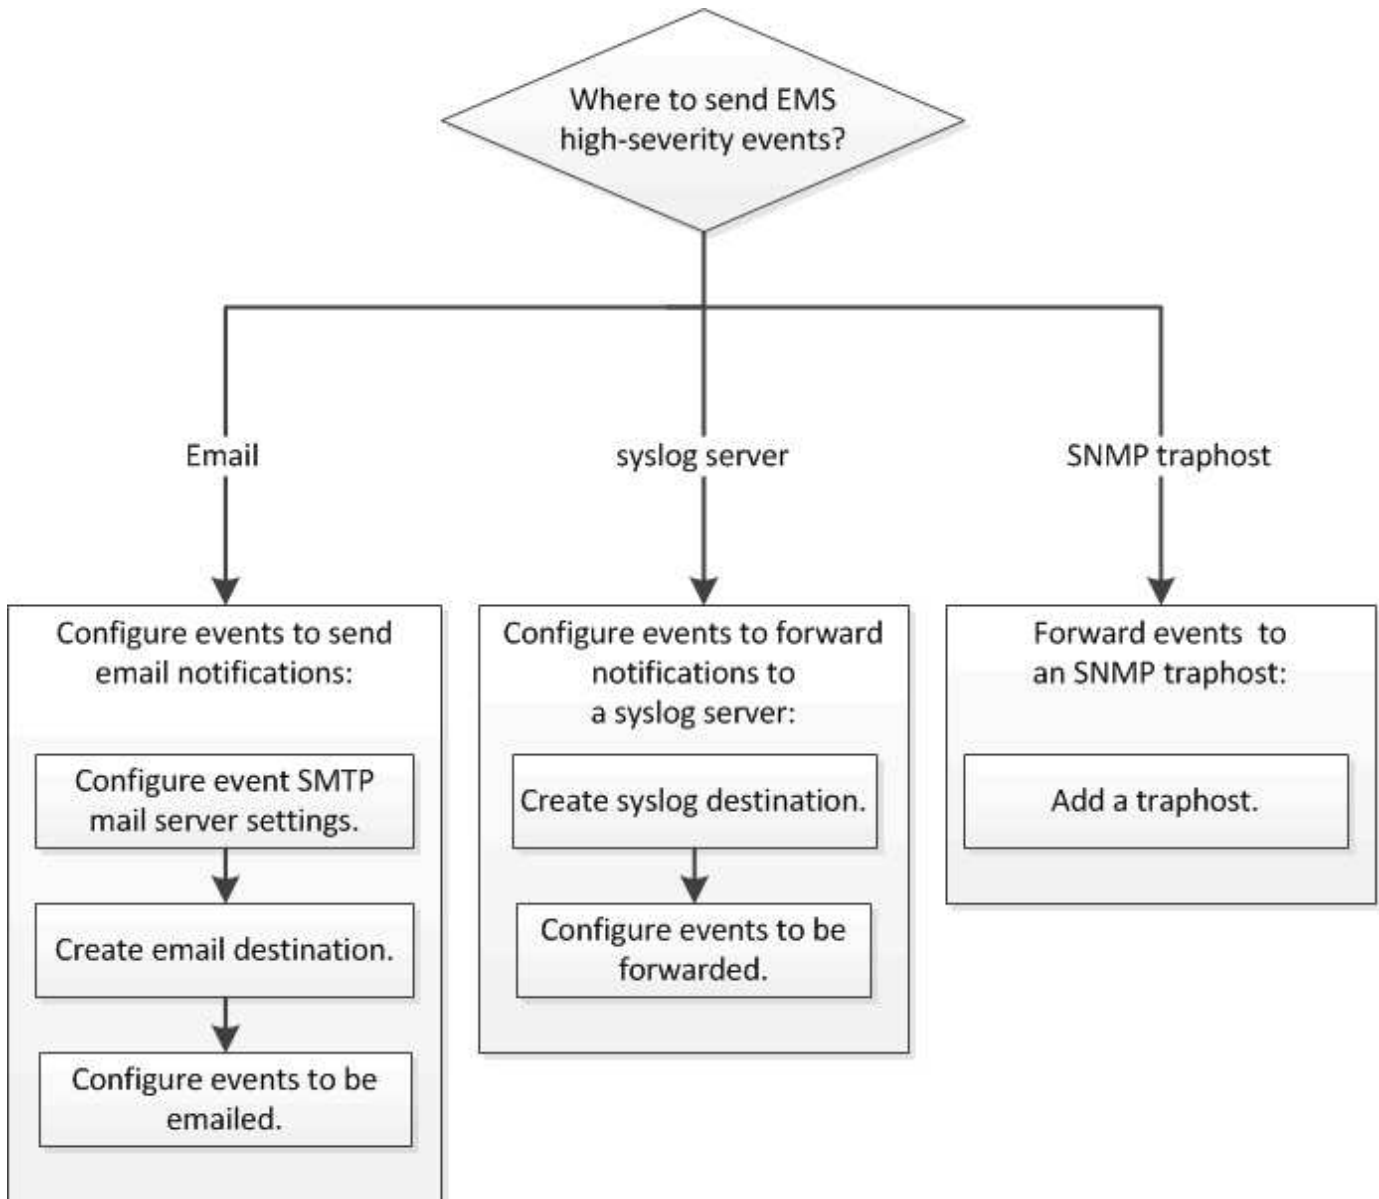 Where to send EMS
high-severity events?
Email
syslog server
SNMP traphost
Configure events to send
email notifications:
Configure event SMTP
mail server settings.
Create email destination.
Configure events to be
emailed.
Configure events to forward
notifications to
a syslog server:
Create syslog destination.
Configure events to be
forwarded.
Forward events to
an SNMP traphost:
Add a traphost.